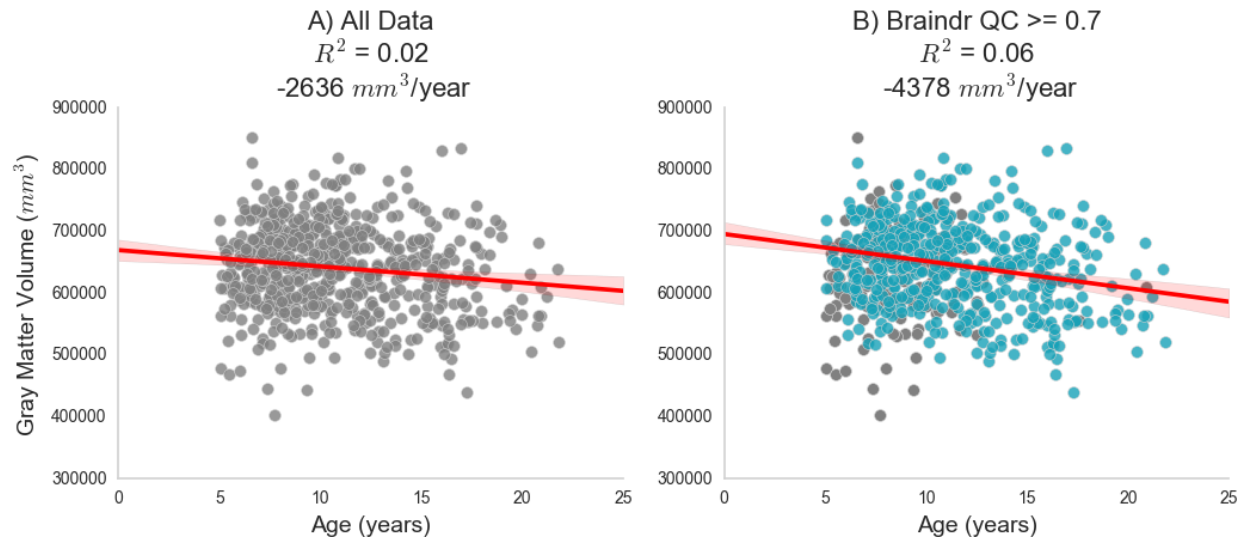 A) All Data
R² = 0.02
-2636 mm³/year
900000
800000
700000
600000
500000
400000
300000
Gray Matter Volume (mm³)
0 5 10 15 20 25
Age (years)
B) Braindr QC >= 0.7
R² = 0.06
-4378 mm³/year
900000
800000
700000
600000
500000
400000
300000
0 5 10 15 20 25
Age (years)